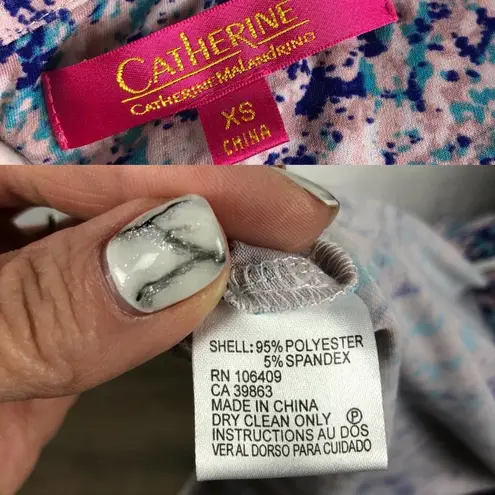 CATHERINE
CATHERINE MALANDRINO
XS
CHINA
SHELL: 95% POLYESTER
5% SPANDEX
RN 106409
CA 39863
MADE IN CHINA
DRY CLEAN ONLY Ⓟ
INSTRUCTIONS AU DOS
VER AL DORSO PARA CUIDADO